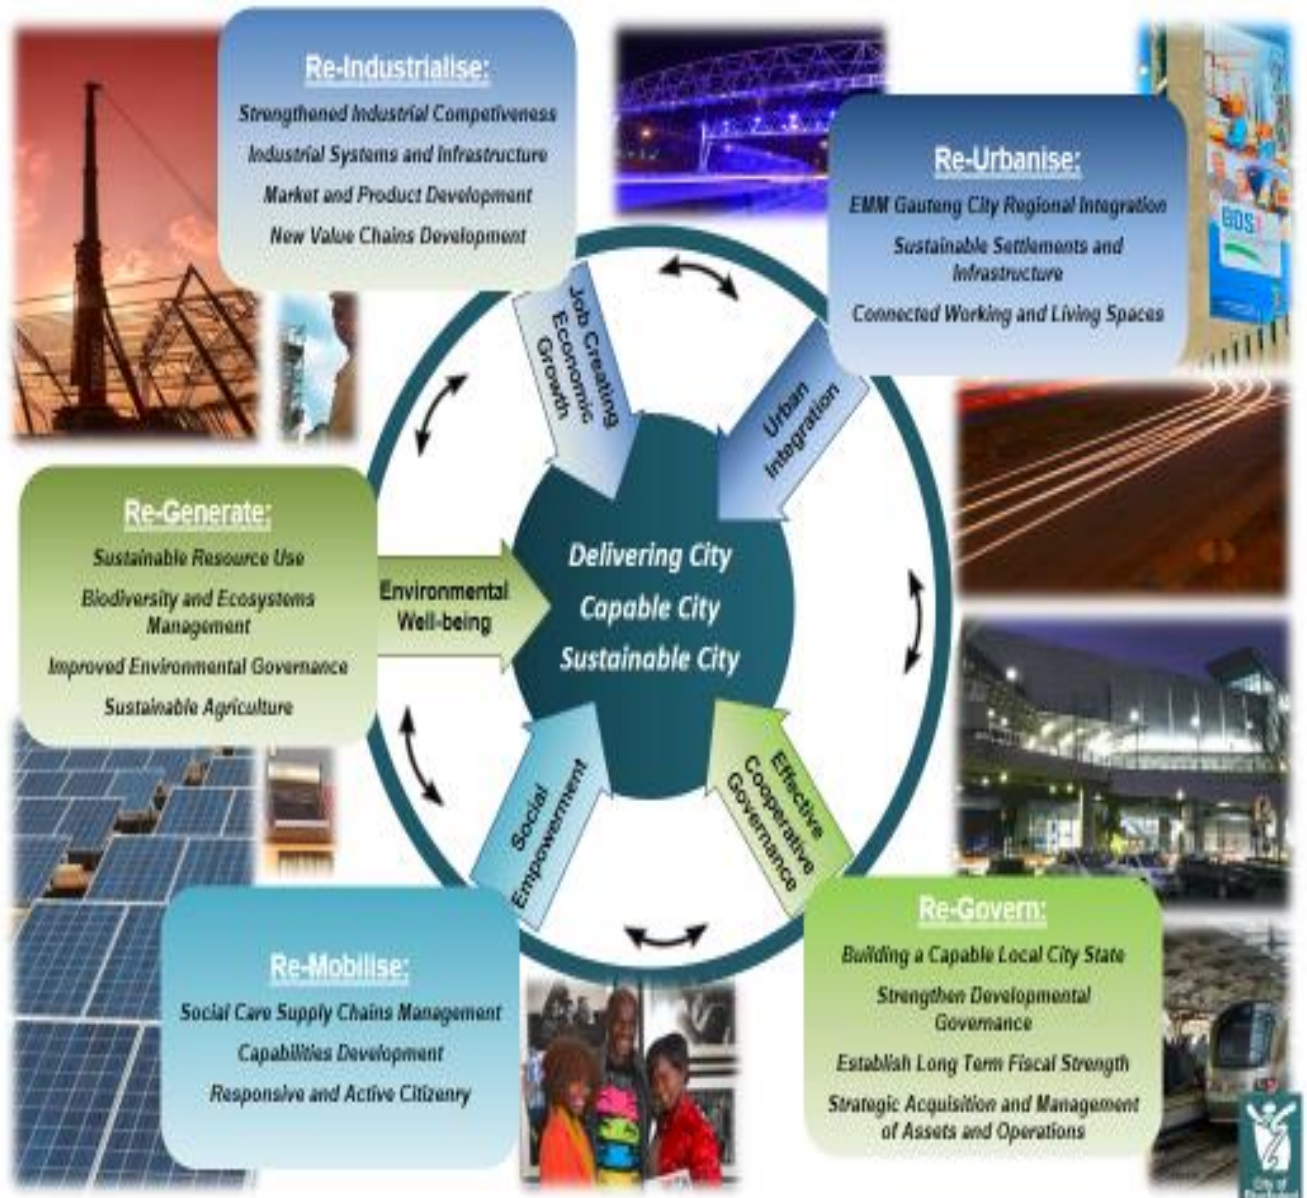 Re-Industrialise:
Strengthened Industrial Competiveness
Industrial Systems and Infrastructure
Market and Product Development
New Value Chains Development
Re-Urbanise:
EMM Gauteng City Regional Integration
Sustainable Settlements and
Infrastructure
Connected Working and Living Spaces
GDS
Job Creating
Economic
Growth
Urban
Integration
Re-Generate:
Sustainable Resource Use
Biodiversity and Ecosystems
Management
Improved Environmental Governance
Sustainable Agriculture
Environmental
Well-being
Delivering City
Capable City
Sustainable City
Social
Empowerment
Effective
Cooperative
Governance
Re-Mobilise:
Social Care Supply Chains Management
Capabilities Development
Responsive and Active Citizenry
Re-Govern:
Building a Capable Local City State
Strengthen Developmental
Governance
Establish Long Term Fiscal Strength
Strategic Acquisition and Management
of Assets and Operations
City of